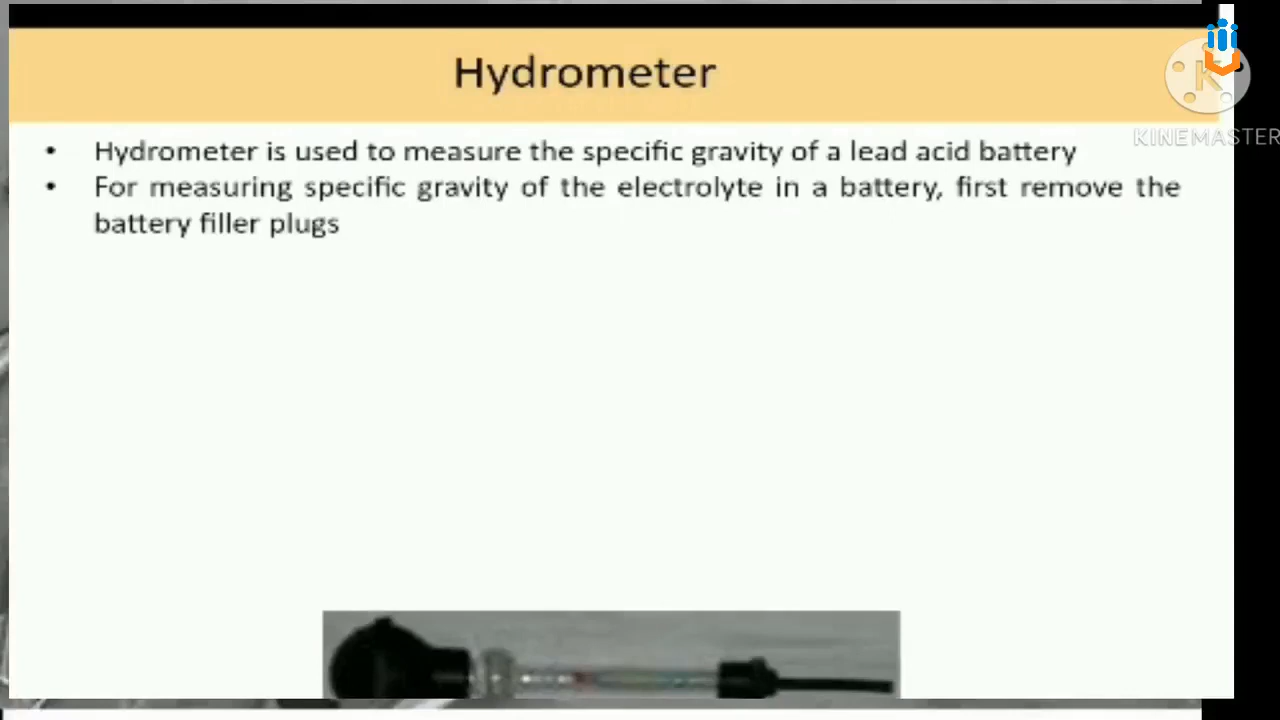 Hydrometer
• Hydrometer is used to measure the specific gravity of a lead acid battery
• For measuring specific gravity of the electrolyte in a battery, first remove the
battery filler plugs
K
KINEMASTER